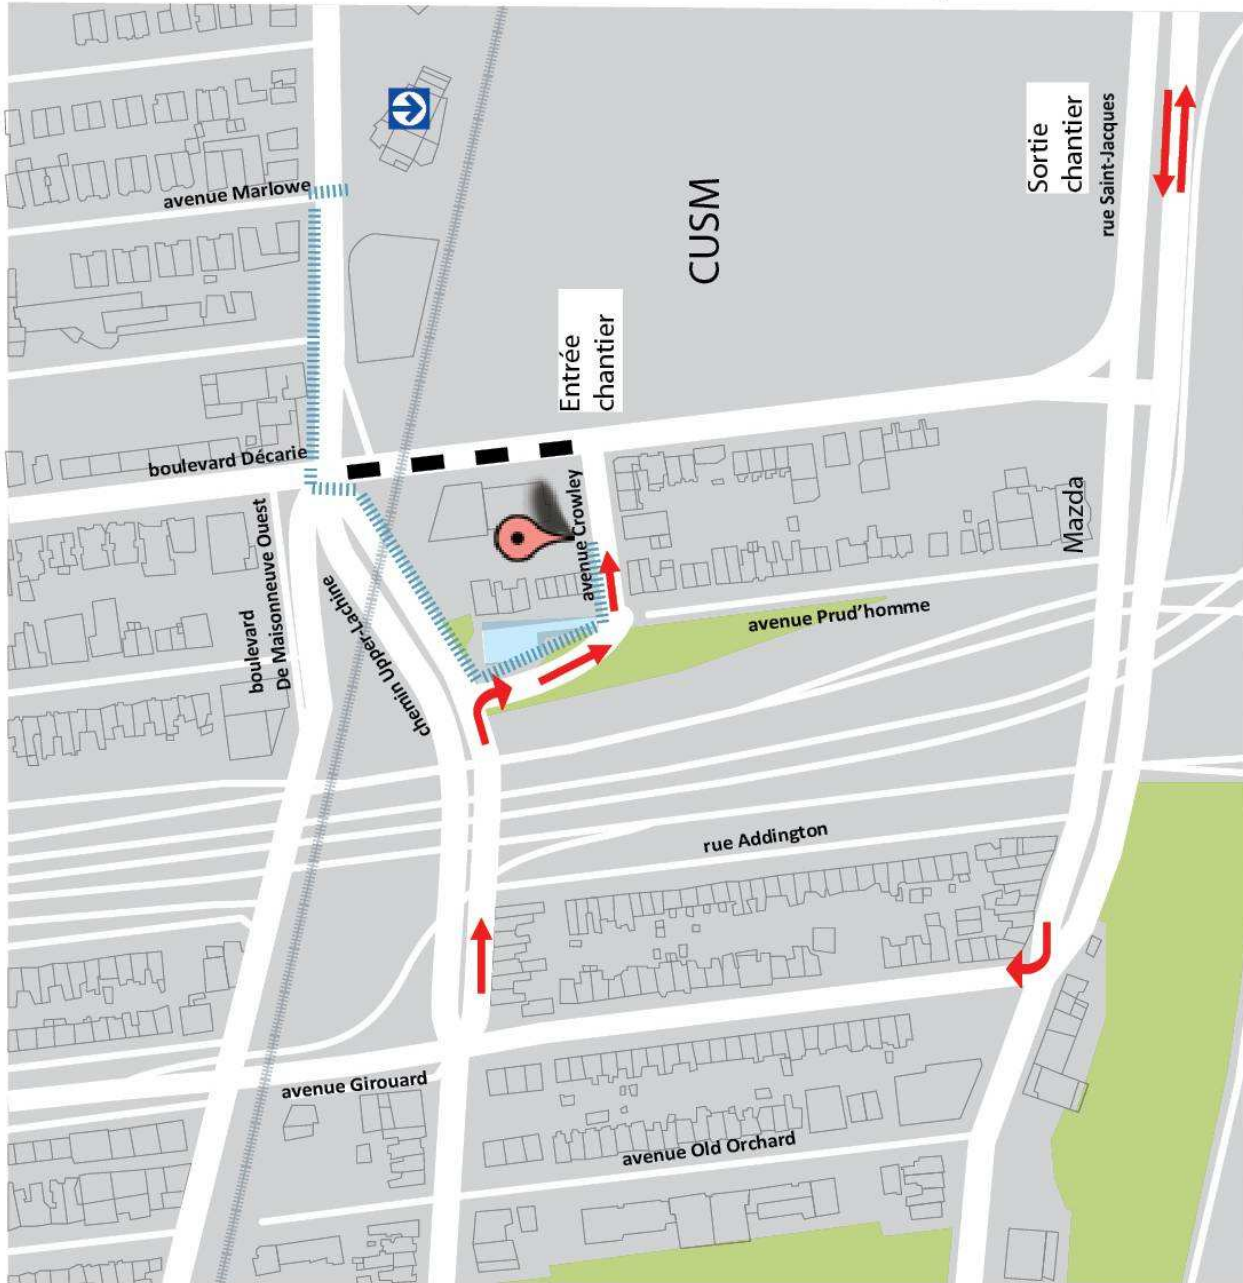 avenue Marlowe
boulevard Décarie
boulevard
De Maisonneuve Ouest
chemin Upper-Lachine
avenue Girouard
Entrée
chantier
avenue Crowley
CUSM
Sortie
chantier
rue Saint-Jacques
avenue Prud'homme
Mazda
rue Addington
avenue Old Orchard